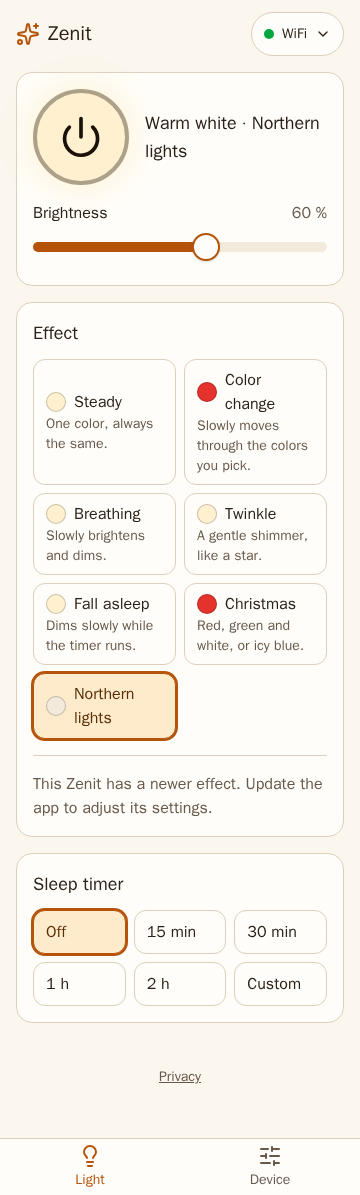 Zenit
WiFi
Warm white · Northern
lights
Brightness
60 %
Effect
Steady
One color, always
the same.
Color
change
Slowly moves
through the colors
you pick.
Breathing
Slowly brightens
and dims.
Twinkle
A gentle shimmer,
like a star.
Fall asleep
Dims slowly while
the timer runs.
Christmas
Red, green and
white, or icy blue.
Northern
lights
This Zenit has a newer effect. Update the
app to adjust its settings.
Sleep timer
Off
15 min
30 min
1 h
2 h
Custom
Privacy
Light
Device